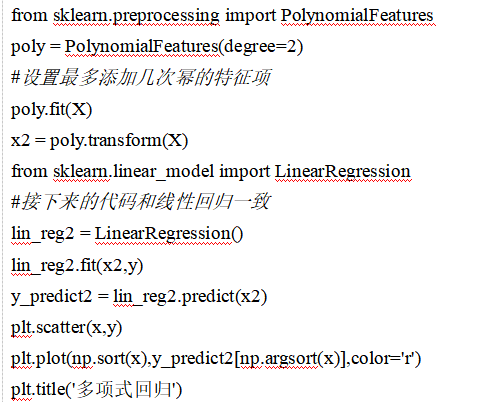 from sklearn.preprocessing import PolynomialFeatures
poly = PolynomialFeatures(degree=2)
#设置最多添加几次幂的特征项
poly.fit(X)
x2 = poly.transform(X)
from sklearn.linear_model import LinearRegression
#接下来的代码和线性回归一致
lin_reg2 = LinearRegression()
lin_reg2.fit(x2,y)
y_predict2 = lin_reg2.predict(x2)
plt.scatter(x,y)
plt.plot(np.sort(x),y_predict2[np.argsort(x)],color='r')
plt.title('多项式回归')